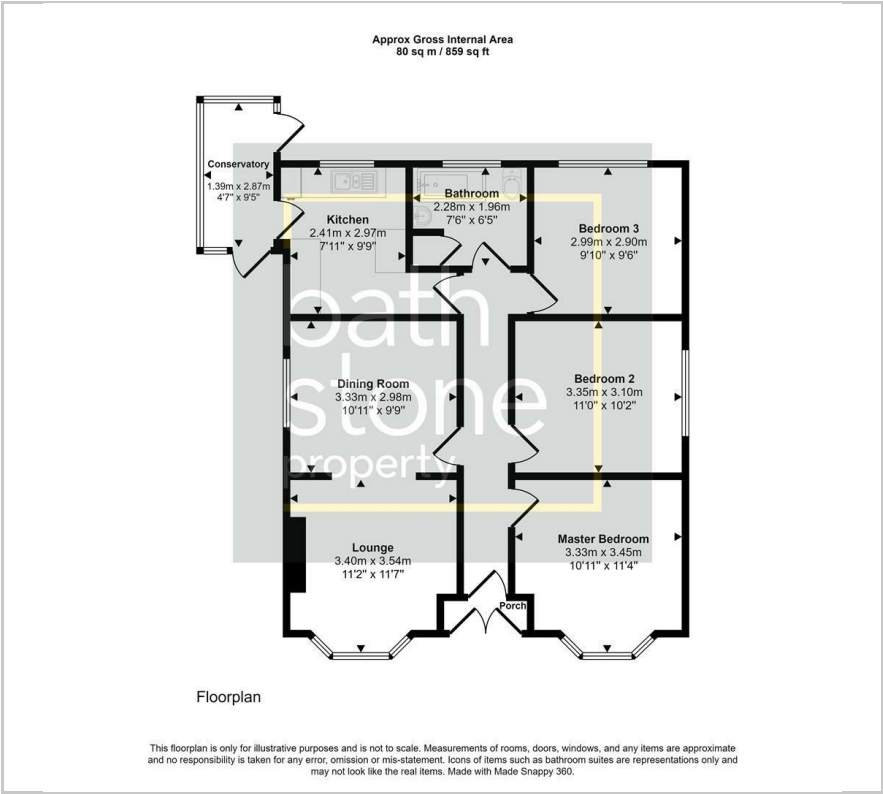 Approx Gross Internal Area
80 sq m / 859 sq ft
Conservatory
1.39m x 2.87m
4'7" x 9'5"
Kitchen
2.41m x 2.97m
7'11" x 9'9"
Bathroom
2.28m x 1.96m
7'6" x 6'5"
Bedroom 3
2.99m x 2.90m
9'10" x 9'6"
bath
stone
property
Dining Room
3.33m x 2.98m
10'11" x 9'9"
Bedroom 2
3.35m x 3.10m
11'0" x 10'2"
Lounge
3.40m x 3.54m
11'2" x 11'7"
Master Bedroom
3.33m x 3.45m
10'11" x 11'4"
Porch
Floorplan
This floorplan is only for illustrative purposes and is not to scale. Measurements of rooms, doors, windows, and any items are approximate
and no responsibility is taken for any error, omission or mis-statement. Icons of items such as bathroom suites are representations only and
may not look like the real items. Made with Made Snappy 360.